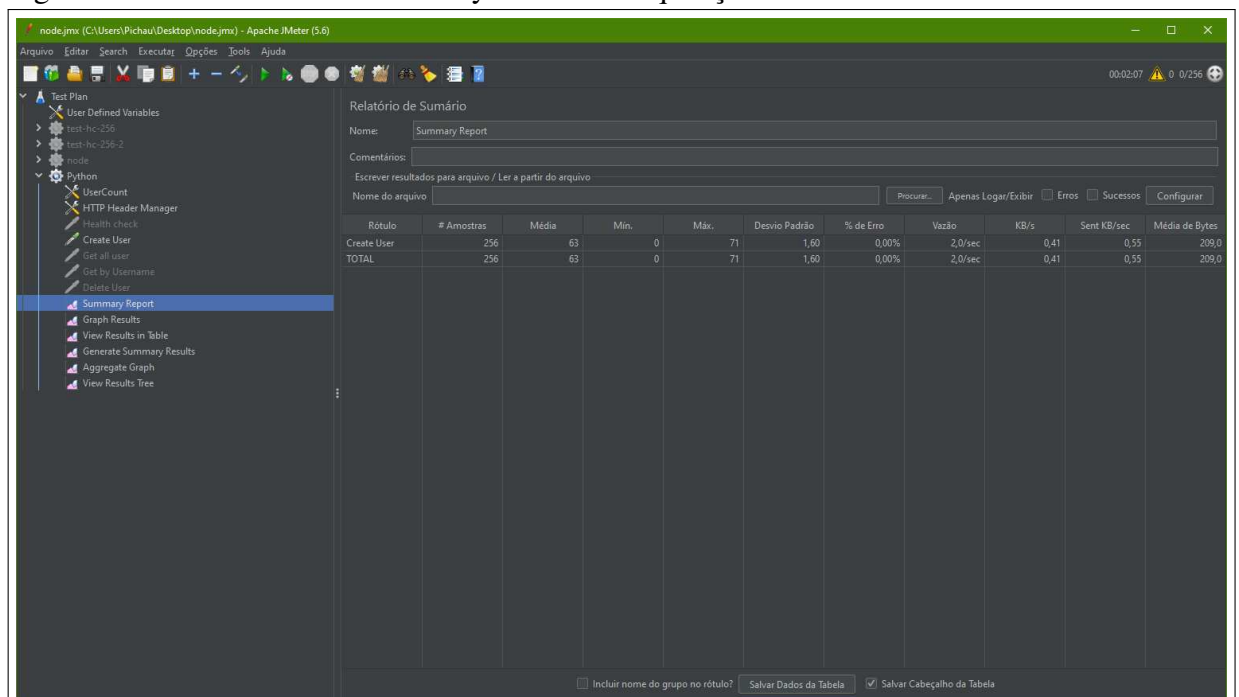 node.jmx (C:\Users\Pichau\Desktop\node.jmx) - Apache JMeter (5.6)
Arquivo Editar Search Executar Opções Tools Ajuda
00:02:07 0 0/256
Test Plan
User Defined Variables
test-hc-256
test-hc-256-2
node
Python
UserCount
HTTP Header Manager
Health check
Create User
Get all user
Get by Username
Delete User
Summary Report
Graph Results
View Results in Table
Generate Summary Results
Aggregate Graph
View Results Tree
Relatório de Sumário
Nome: Summary Report
Comentários:
Escrever resultados para arquivo / Ler a partir do arquivo
Nome do arquivo Procurar... Apenas Logar/Exibir Erros Sucessos Configurar
Rótulo # Amostras Média Mín. Máx. Desvio Padrão % de Erro Vazão KB/s Sent KB/sec Média de Bytes
Create User 256 63 0 71 1,60 0,00% 2,0/sec 0,41 0,55 209,0
TOTAL 256 63 0 71 1,60 0,00% 2,0/sec 0,41 0,55 209,0
Incluir nome do grupo no rótulo? Salvar Dados da Tabela Salvar Cabeçalho da Tabela